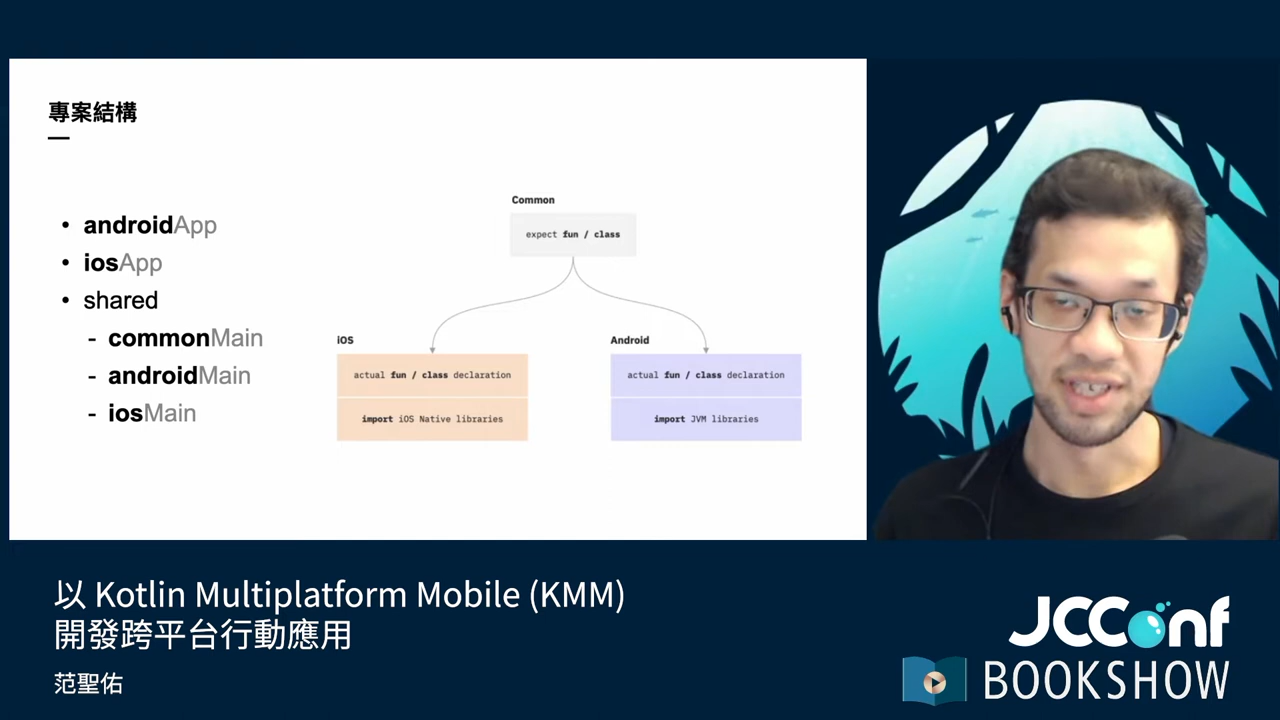 專案結構
• androidApp
• iosApp
• shared
- commonMain
- androidMain
- iosMain
Common
expect fun / class
iOS
actual fun / class declaration
import iOS Native libraries
Android
actual fun / class declaration
import JVM libraries
以 Kotlin Multiplatform Mobile (KMM)
開發跨平台行動應用
范聖佑
JCConf
BOOKSHOW